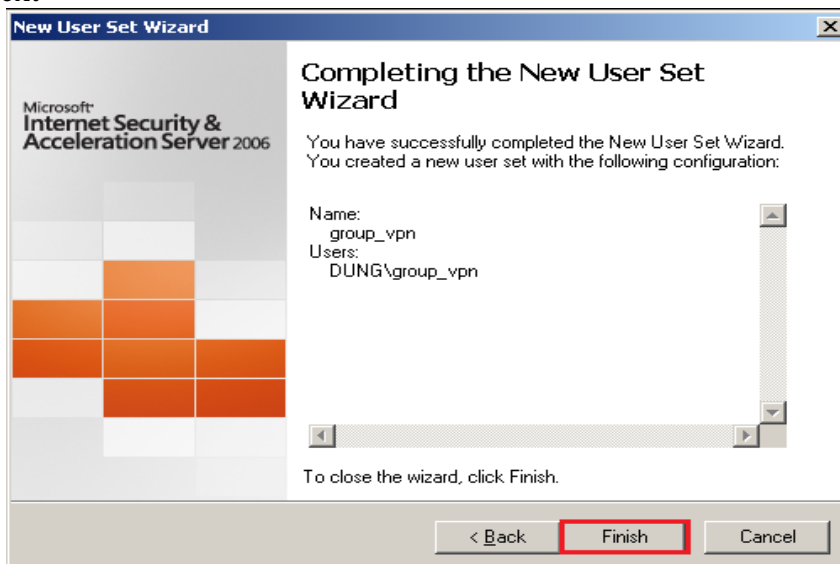 New User Set Wizard
Microsoft
Internet Security &
Acceleration Server 2006
Completing the New User Set
Wizard
You have successfully completed the New User Set Wizard.
You created a new user set with the following configuration:
Name:
group_vpn
Users:
DUNG\group_vpn
To close the wizard, click Finish.
< Back
Finish
Cancel